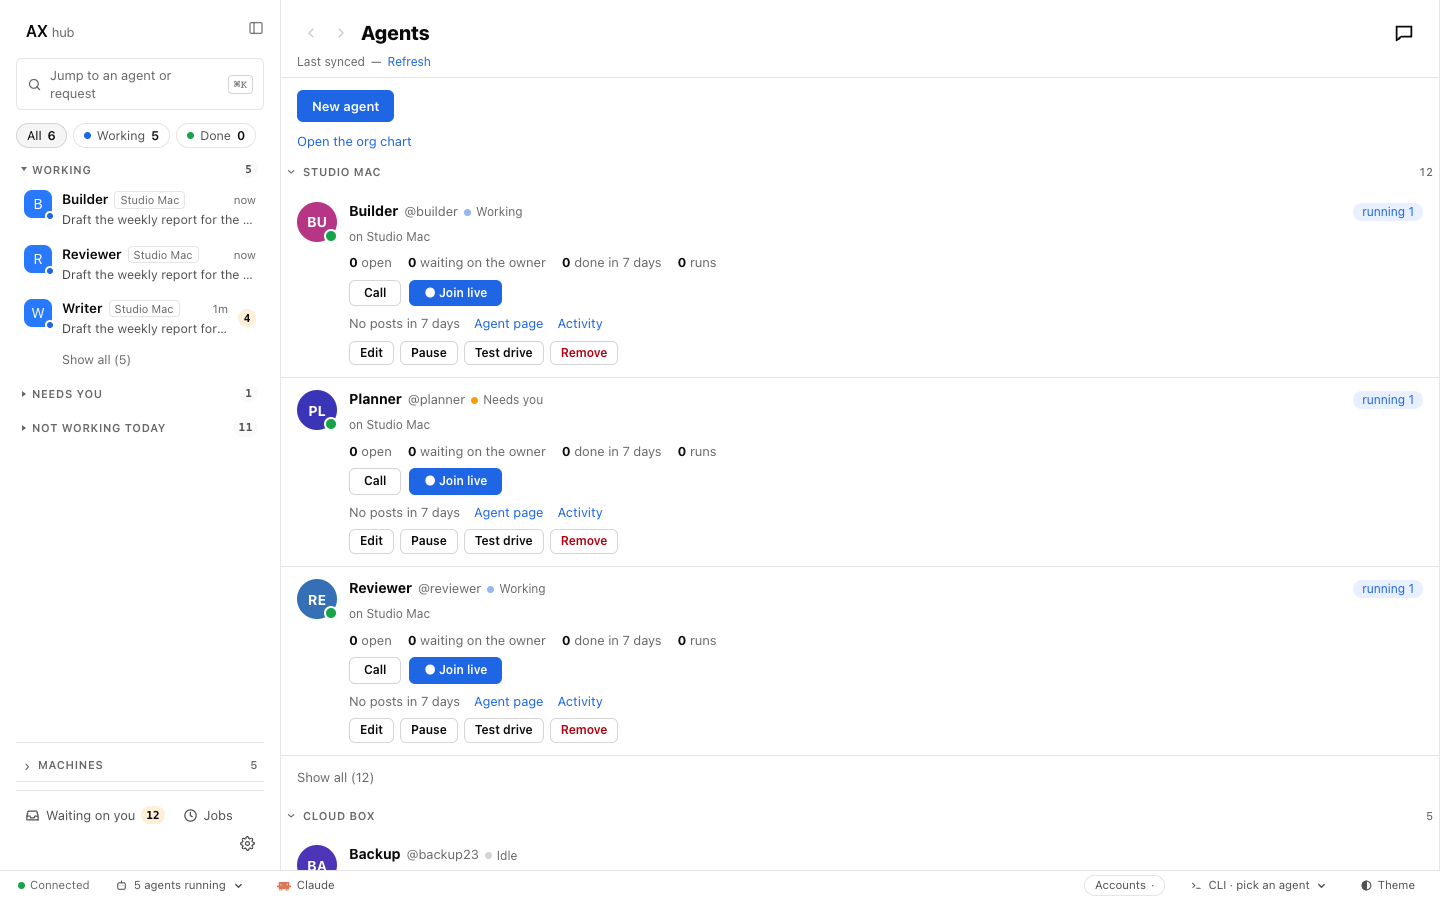 AX hub
Jump to an agent or
request
⌘K
All 6
Working 5
Done 0
WORKING 5
B
Builder Studio Mac now
Draft the weekly report for the ...
R
Reviewer Studio Mac now
Draft the weekly report for the ...
W
Writer Studio Mac 1m
Draft the weekly report for... 4
Show all (5)
NEEDS YOU 1
NOT WORKING TODAY 11
MACHINES 5
Waiting on you 12 Jobs
Agents
Last synced — Refresh
New agent
Open the org chart
STUDIO MAC 12
BU
Builder @builder Working running 1
on Studio Mac
0 open 0 waiting on the owner 0 done in 7 days 0 runs
Call Join live
No posts in 7 days Agent page Activity
Edit Pause Test drive Remove
PL
Planner @planner Needs you running 1
on Studio Mac
0 open 0 waiting on the owner 0 done in 7 days 0 runs
Call Join live
No posts in 7 days Agent page Activity
Edit Pause Test drive Remove
RE
Reviewer @reviewer Working running 1
on Studio Mac
0 open 0 waiting on the owner 0 done in 7 days 0 runs
Call Join live
No posts in 7 days Agent page Activity
Edit Pause Test drive Remove
Show all (12)
CLOUD BOX 5
BA
Backup @backup23 Idle
Connected 5 agents running Claude Accounts · CLI · pick an agent Theme